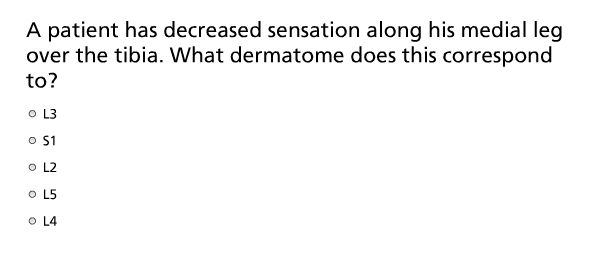 A patient has decreased sensation along his medial leg
over the tibia. What dermatome does this correspond
to?
L3
S1
L2
L5
L4